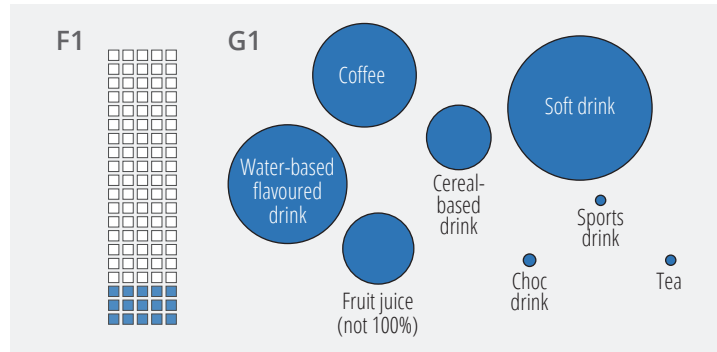 F1
G1
Coffee
Soft drink
Water-based
flavoured
drink
Cereal-
based
drink
Sports
drink
Fruit juice
(not 100%)
Choc
drink
Tea